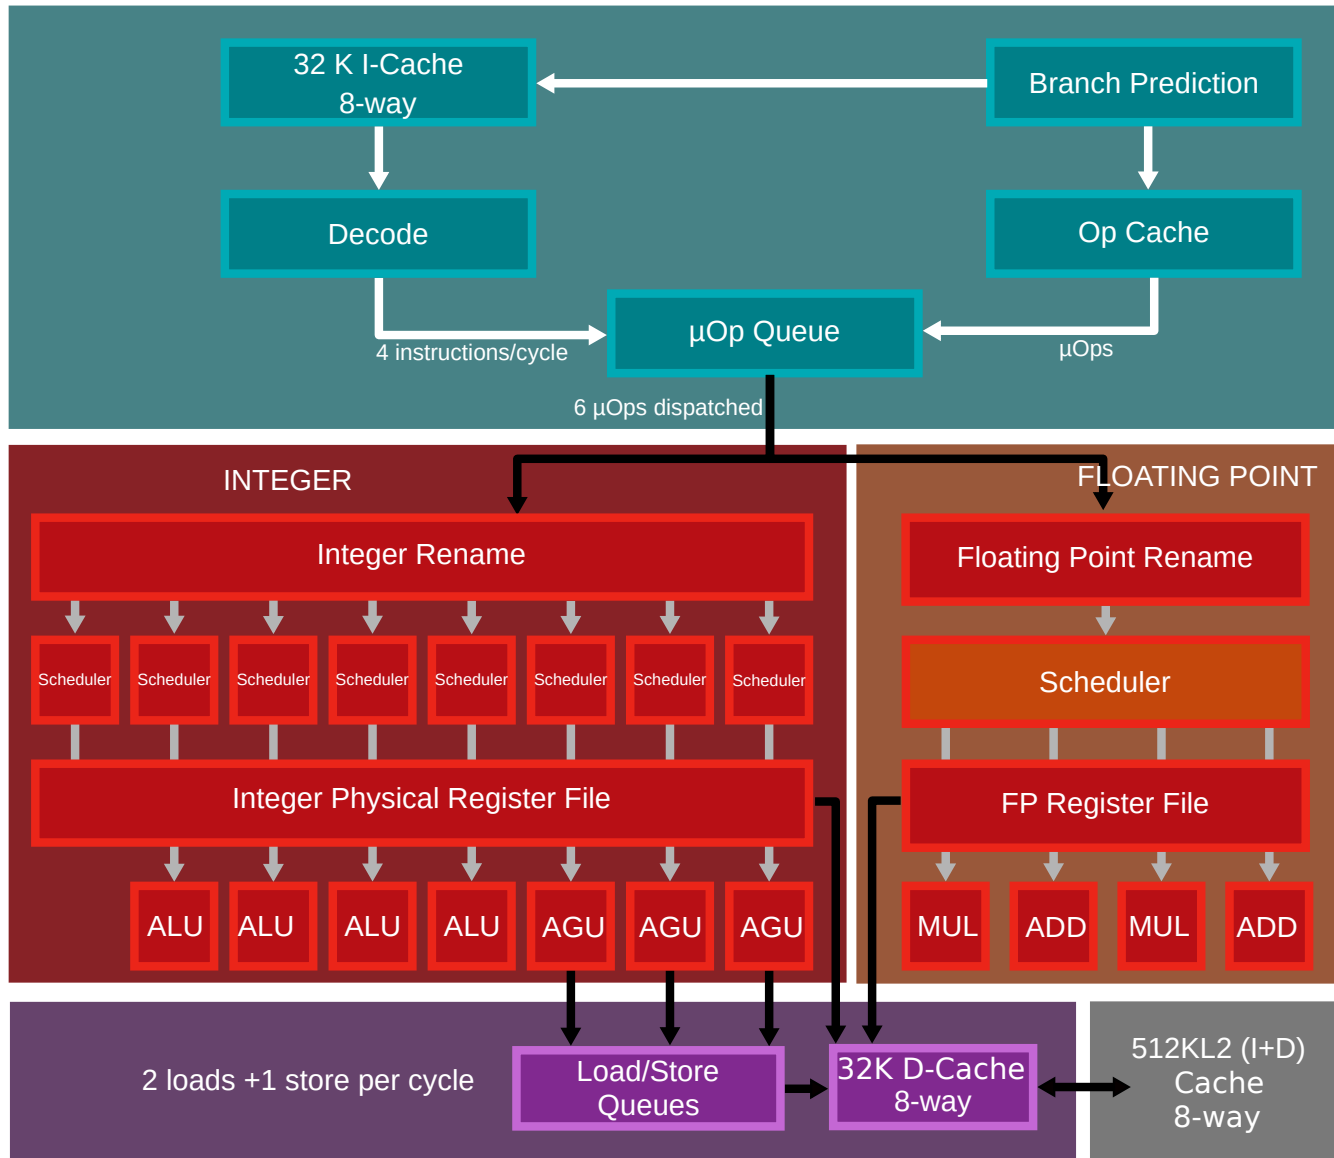 32 K I-Cache
8-way
Branch Prediction
Decode
Op Cache
µOp Queue
4 instructions/cycle
µOps
6 µOps dispatched
INTEGER
FLOATING POINT
Integer Rename
Floating Point Rename
Scheduler
Scheduler
Scheduler
Scheduler
Scheduler
Scheduler
Scheduler
Scheduler
Scheduler
Integer Physical Register File
FP Register File
ALU
ALU
ALU
ALU
AGU
AGU
AGU
MUL
ADD
MUL
ADD
2 loads +1 store per cycle
Load/Store
Queues
32K D-Cache
8-way
512KL2 (I+D)
Cache
8-way